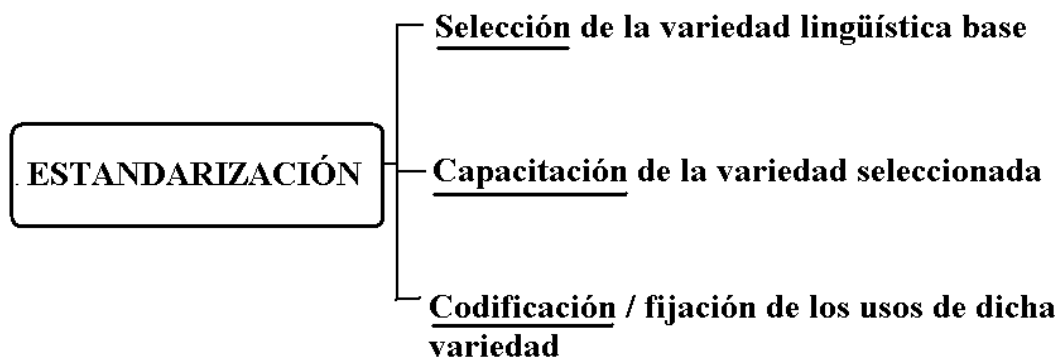 Selección de la variedad lingüística base
ESTANDARIZACIÓN
Capacitación de la variedad seleccionada
Codificación / fijación de los usos de dicha
variedad